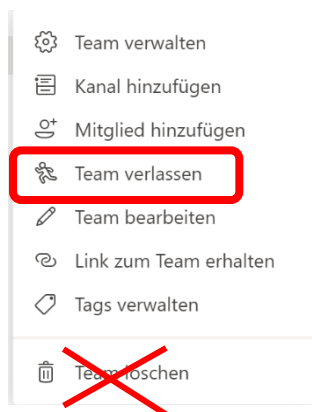 Team verwalten
Kanal hinzufügen
Mitglied hinzufügen
Team verlassen
Team bearbeiten
Link zum Team erhalten
Tags verwalten
Team löschen